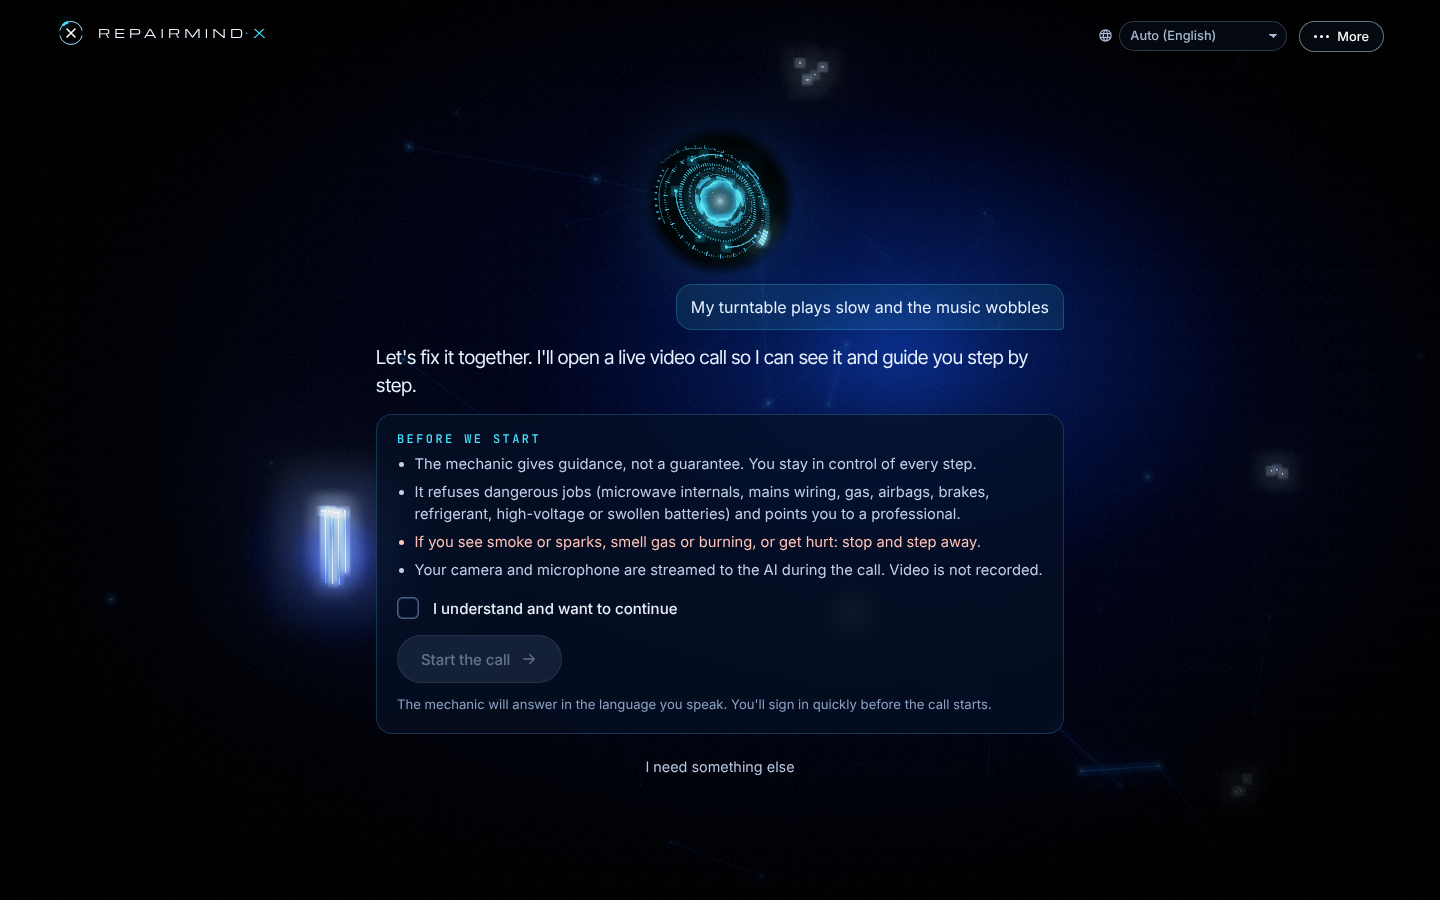 REPAIRMIND·X
Auto (English)
More
My turntable plays slow and the music wobbles
Let's fix it together. I'll open a live video call so I can see it and guide you step by
step.
BEFORE WE START
The mechanic gives guidance, not a guarantee. You stay in control of every step.
It refuses dangerous jobs (microwave internals, mains wiring, gas, airbags, brakes,
refrigerant, high-voltage or swollen batteries) and points you to a professional.
If you see smoke or sparks, smell gas or burning, or get hurt: stop and step away.
Your camera and microphone are streamed to the AI during the call. Video is not recorded.
I understand and want to continue
Start the call →
The mechanic will answer in the language you speak. You'll sign in quickly before the call starts.
I need something else